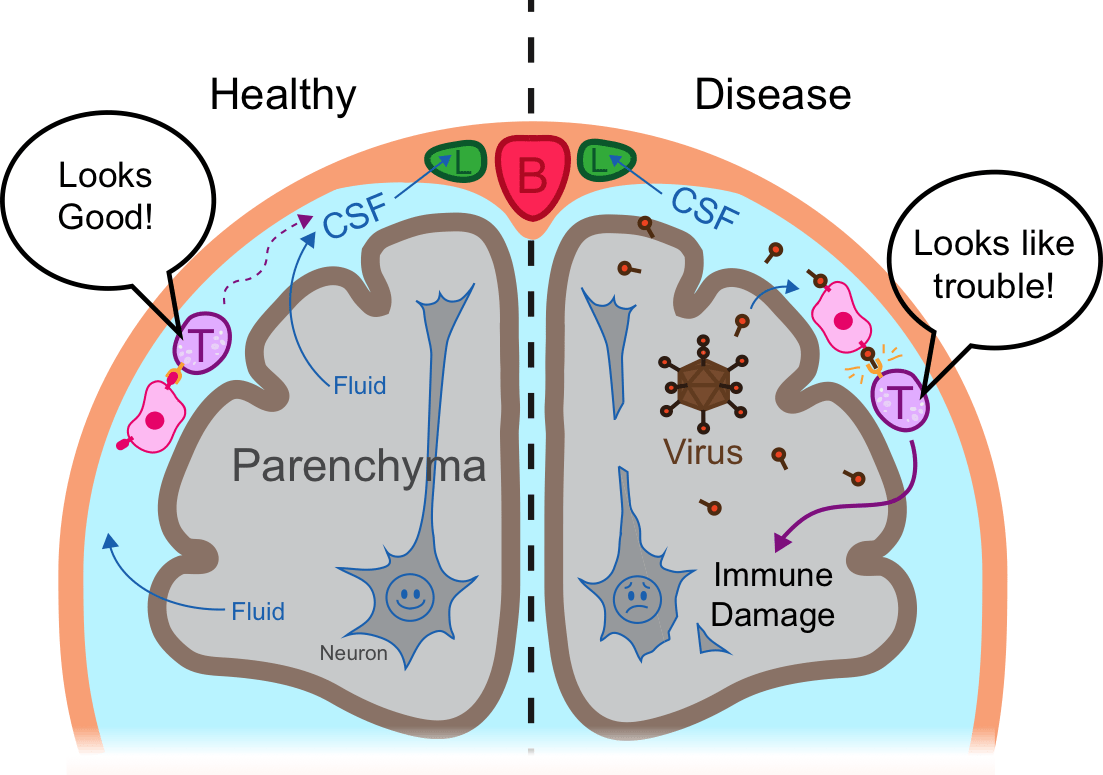 Healthy
Disease
Looks
Good!
L
B
L
CSF
CSF
Looks like
trouble!
T
T
Fluid
Parenchyma
Virus
Immune
Damage
Fluid
Neuron